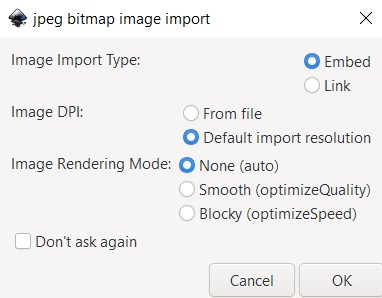 jpeg bitmap image import
Image Import Type: Embed
Link
Image DPI: From file
Default import resolution
Image Rendering Mode: None (auto)
Smooth (optimizeQuality)
Blocky (optimizeSpeed)
Don't ask again
Cancel OK